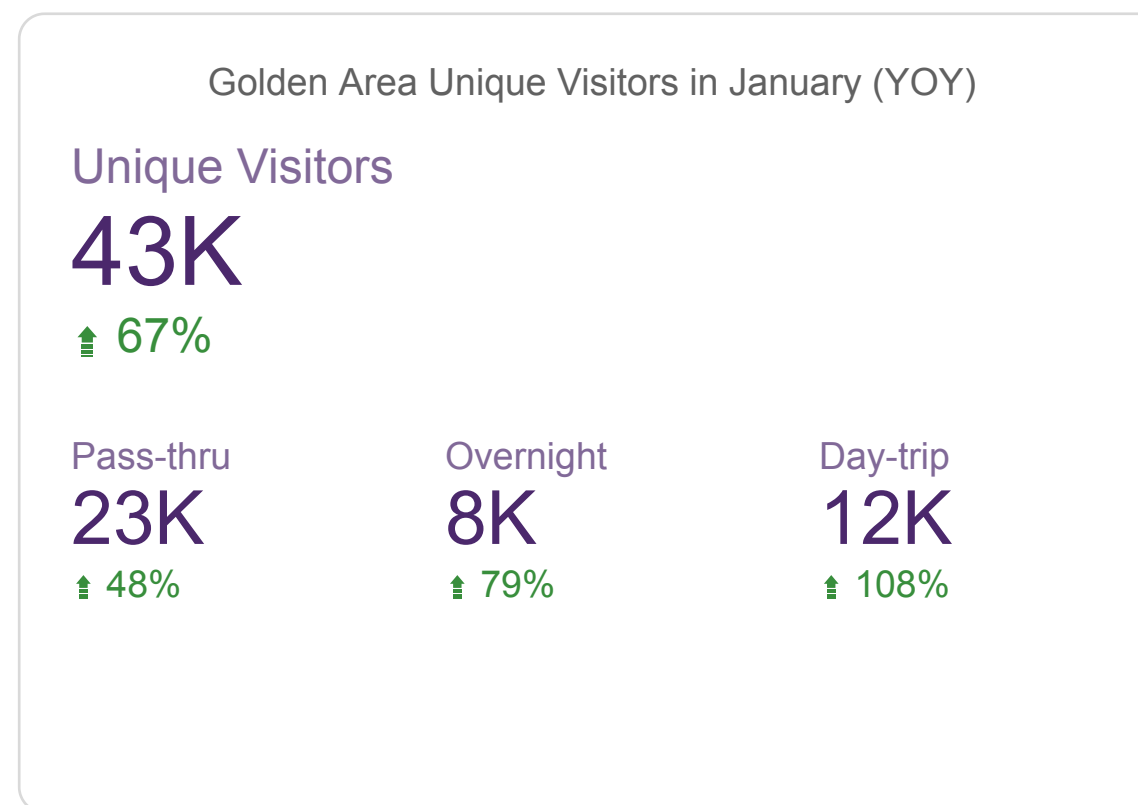 Golden Area Unique Visitors in January (YOY)
Unique Visitors
43K
67%
Pass-thru Overnight Day-trip
23K 8K 12K
48% 79% 108%